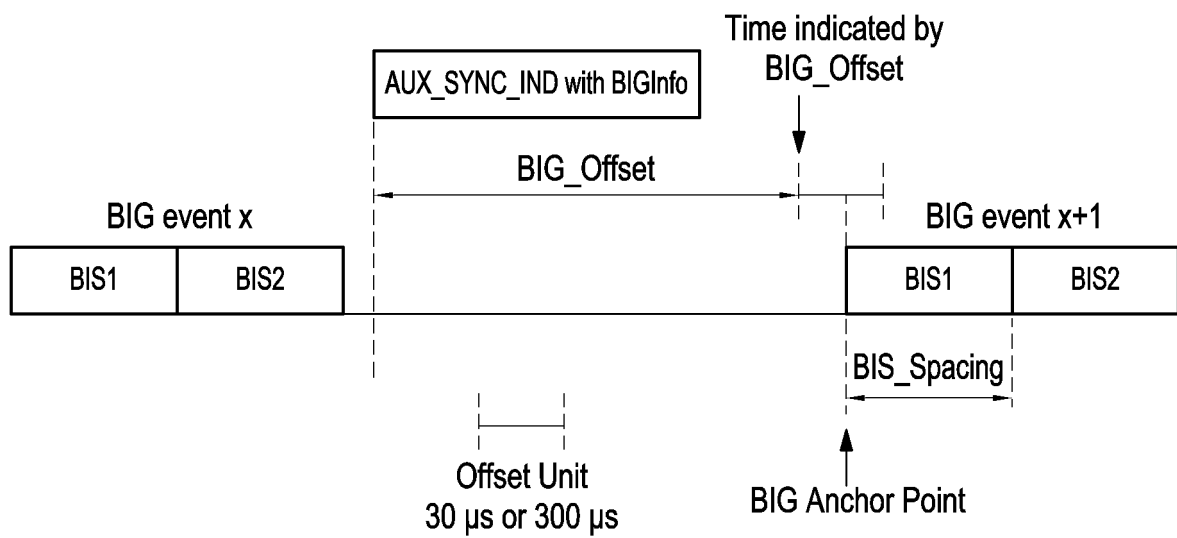 Time indicated by
BIG_Offset
AUX_SYNC_IND with BIGInfo
BIG_Offset
BIG event x
BIG event x+1
BIS1
BIS2
BIS1
BIS2
BIS_Spacing
Offset Unit
30 µs or 300 µs
BIG Anchor Point